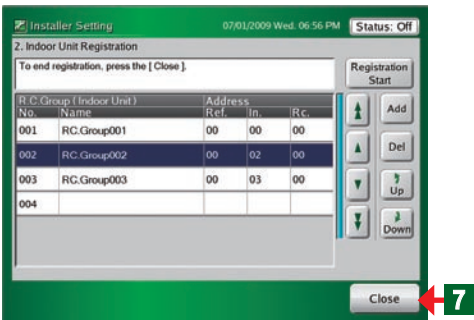 Installer Setting 07/01/2009 Wed. 06:56 PM Status: Off
2. Indoor Unit Registration
To end registration, press the [ Close ].
Registration
Start
R.C.Group (Indoor Unit) Address
No. Name Ref. In. Rc.
001 RC.Group001 00 00 00
002 RC.Group002 00 02 00
003 RC.Group003 00 03 00
004
Add
Del
Up
Down
Close
7